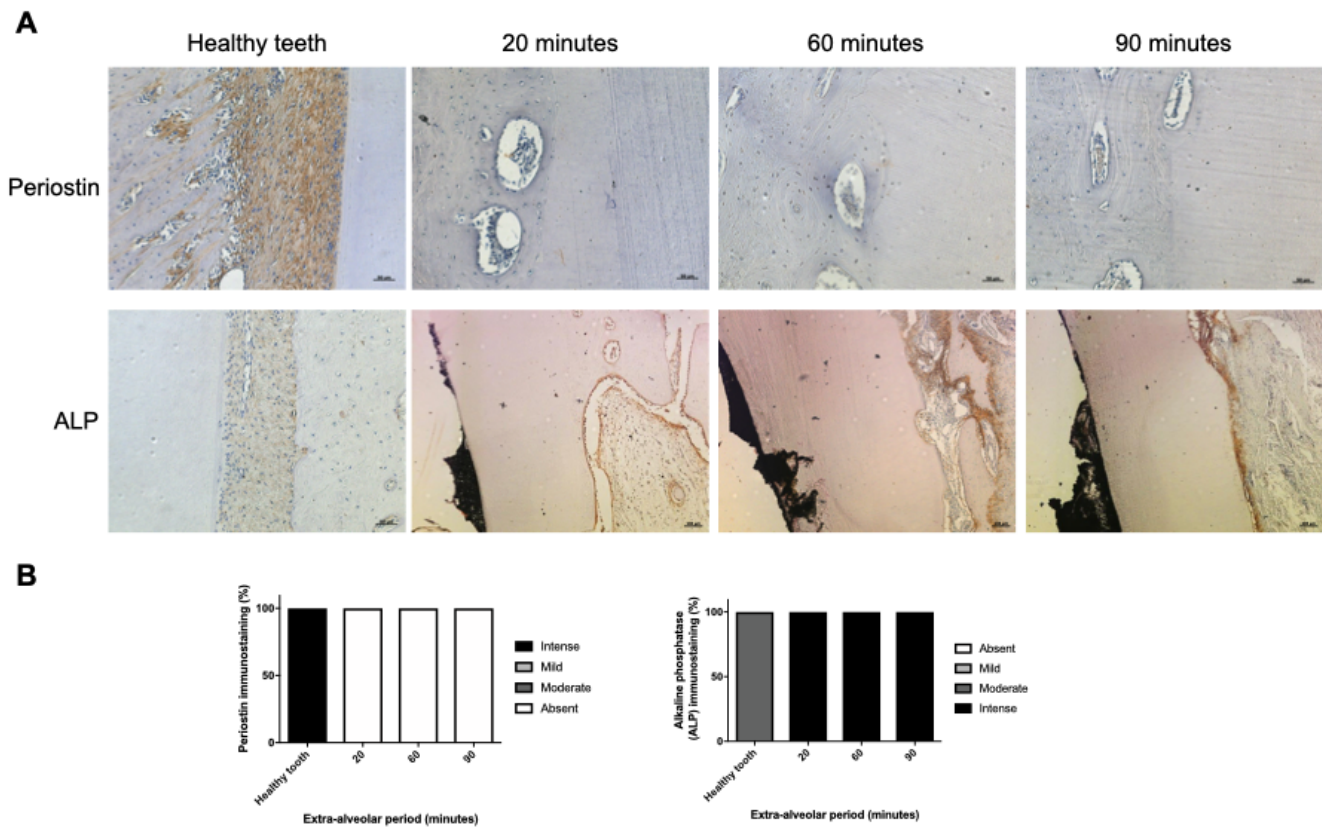 A
Healthy teeth
20 minutes
60 minutes
90 minutes
Periostin
ALP
B
Periostin immunostaining (%)
100
50
0
Healthy tooth
20
60
90
Extra-alveolar period (minutes)
Intense
Mild
Moderate
Absent
Alkaline phosphatase
(ALP) immunostaining (%)
100
50
0
Healthy tooth
20
60
90
Extra-alveolar period (minutes)
Absent
Mild
Moderate
Intense